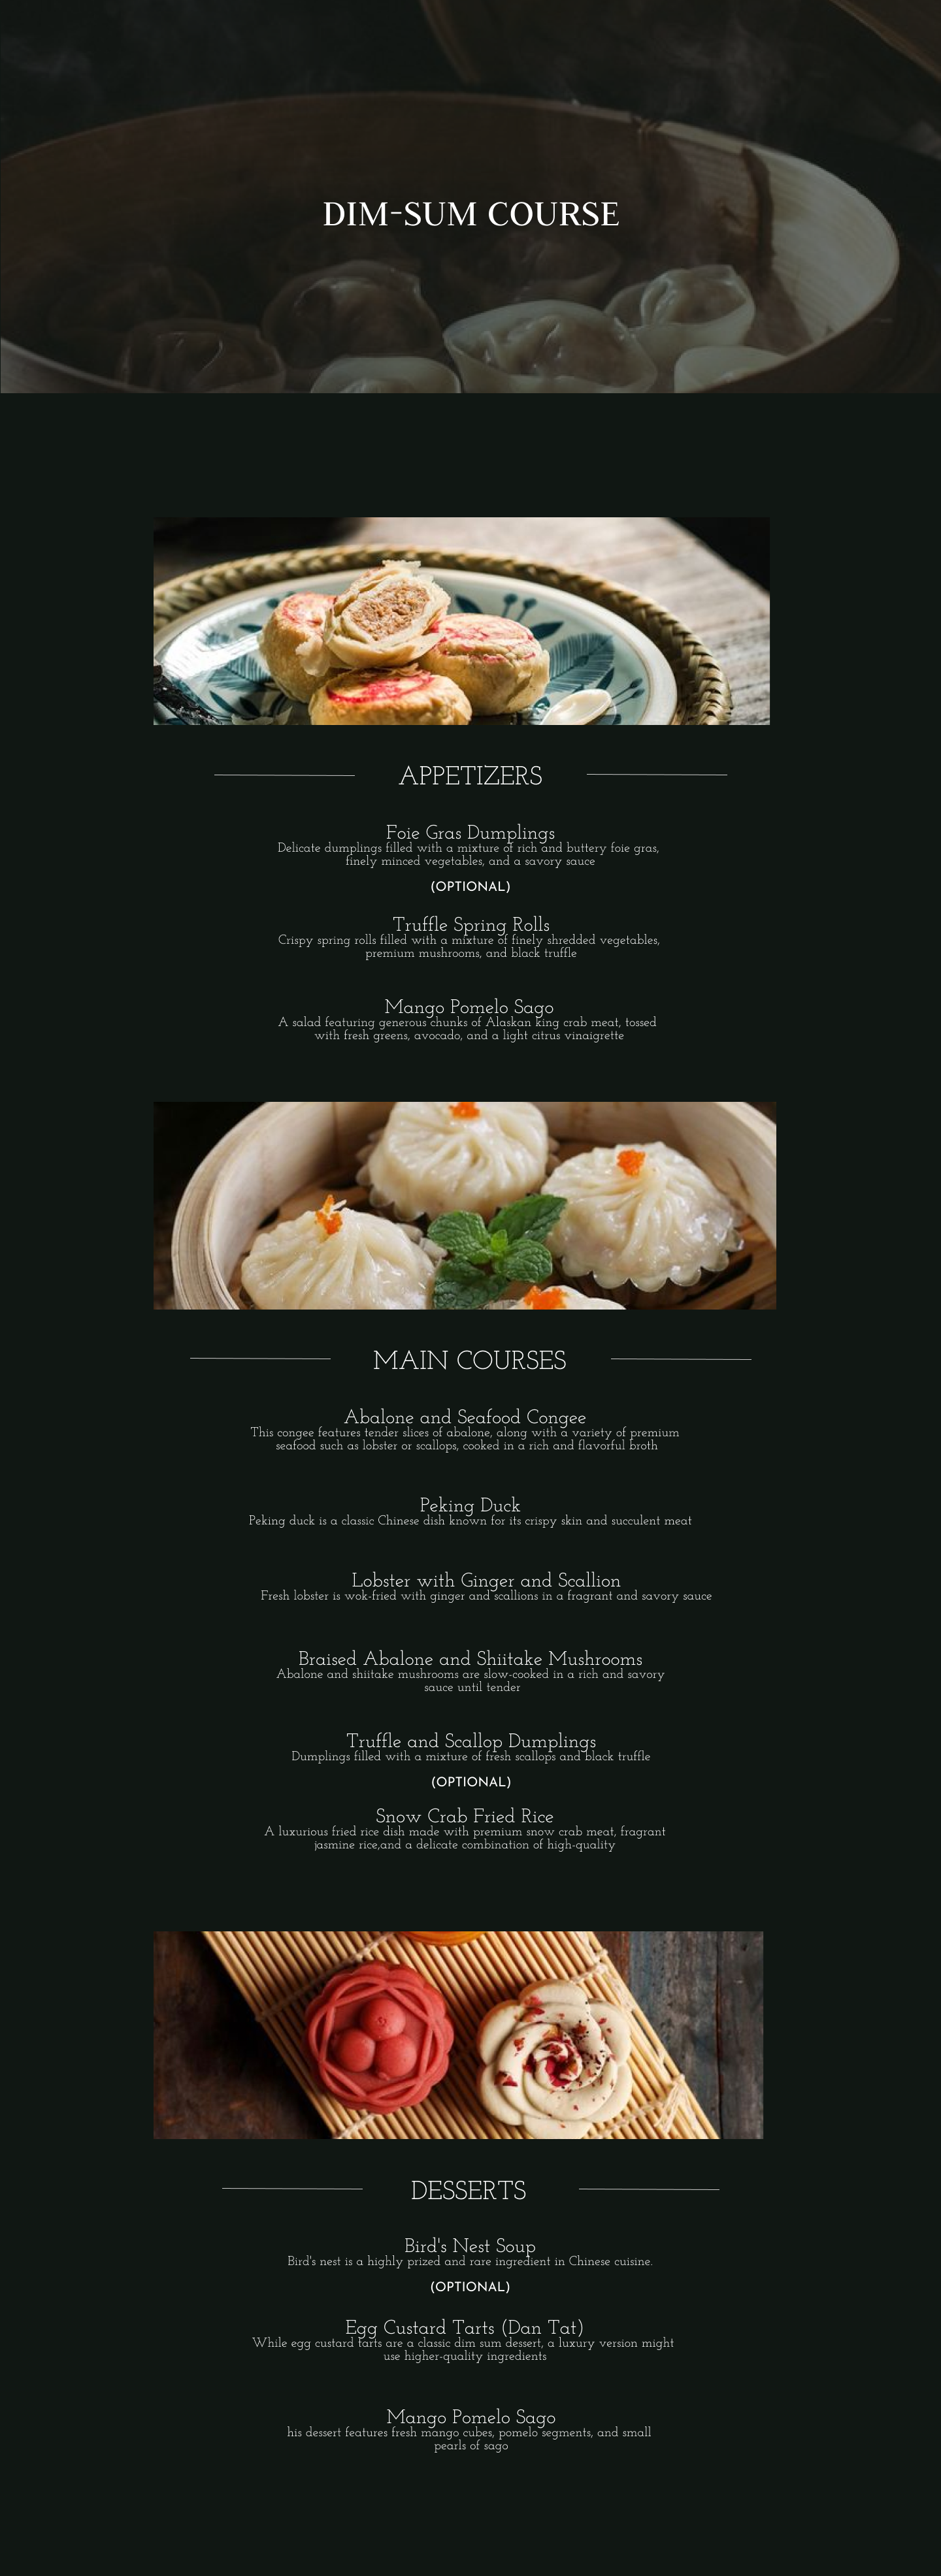 DIM-SUM COURSE
APPETIZERS
Foie Gras Dumplings
Delicate dumplings filled with a mixture of rich and buttery foie gras,
finely minced vegetables, and a savory sauce
(OPTIONAL)
Truffle Spring Rolls
Crispy spring rolls filled with a mixture of finely shredded vegetables,
premium mushrooms, and black truffle
Mango Pomelo Sago
A salad featuring generous chunks of Alaskan king crab meat, tossed
with fresh greens, avocado, and a light citrus vinaigrette
MAIN COURSES
Abalone and Seafood Congee
This congee features tender slices of abalone, along with a variety of premium
seafood such as lobster or scallops, cooked in a rich and flavorful broth
Peking Duck
Peking duck is a classic Chinese dish known for its crispy skin and succulent meat
Lobster with Ginger and Scallion
Fresh lobster is wok-fried with ginger and scallions in a fragrant and savory sauce
Braised Abalone and Shiitake Mushrooms
Abalone and shiitake mushrooms are slow-cooked in a rich and savory
sauce until tender
Truffle and Scallop Dumplings
Dumplings filled with a mixture of fresh scallops and black truffle
(OPTIONAL)
Snow Crab Fried Rice
A luxurious fried rice dish made with premium snow crab meat, fragrant
jasmine rice,and a delicate combination of high-quality
DESSERTS
Bird's Nest Soup
Bird's nest is a highly prized and rare ingredient in Chinese cuisine.
(OPTIONAL)
Egg Custard Tarts (Dan Tat)
While egg custard tarts are a classic dim sum dessert, a luxury version might
use higher-quality ingredients
Mango Pomelo Sago
his dessert features fresh mango cubes, pomelo segments, and small
pearls of sago